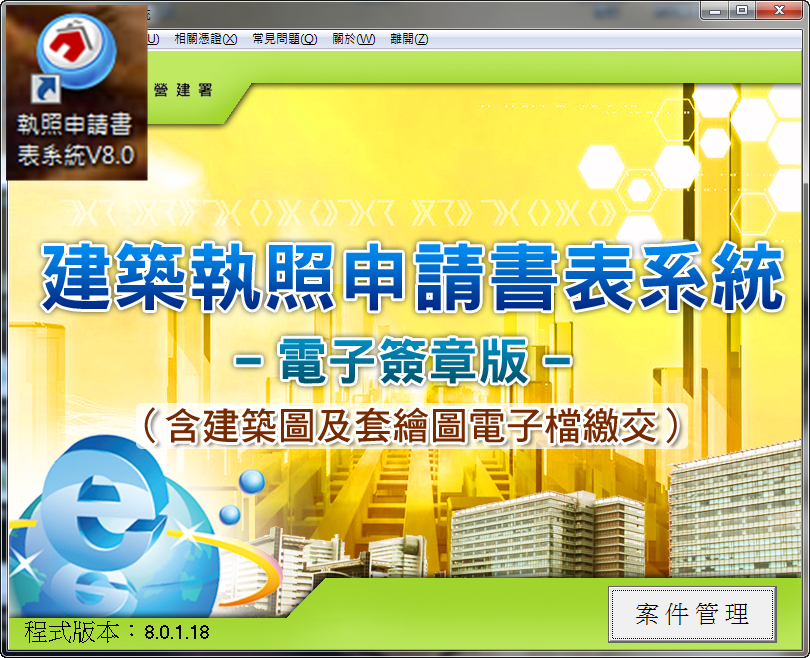 (U) 相關憑證(X) 常見問題(Q) 關於(W) 離開(Z)
營建署
執照申請書
表系統V8.0
建築執照申請書表系統
- 電子簽章版 -
（含建築圖及套繪圖電子檔繳交）
程式版本：8.0.1.18
案件管理